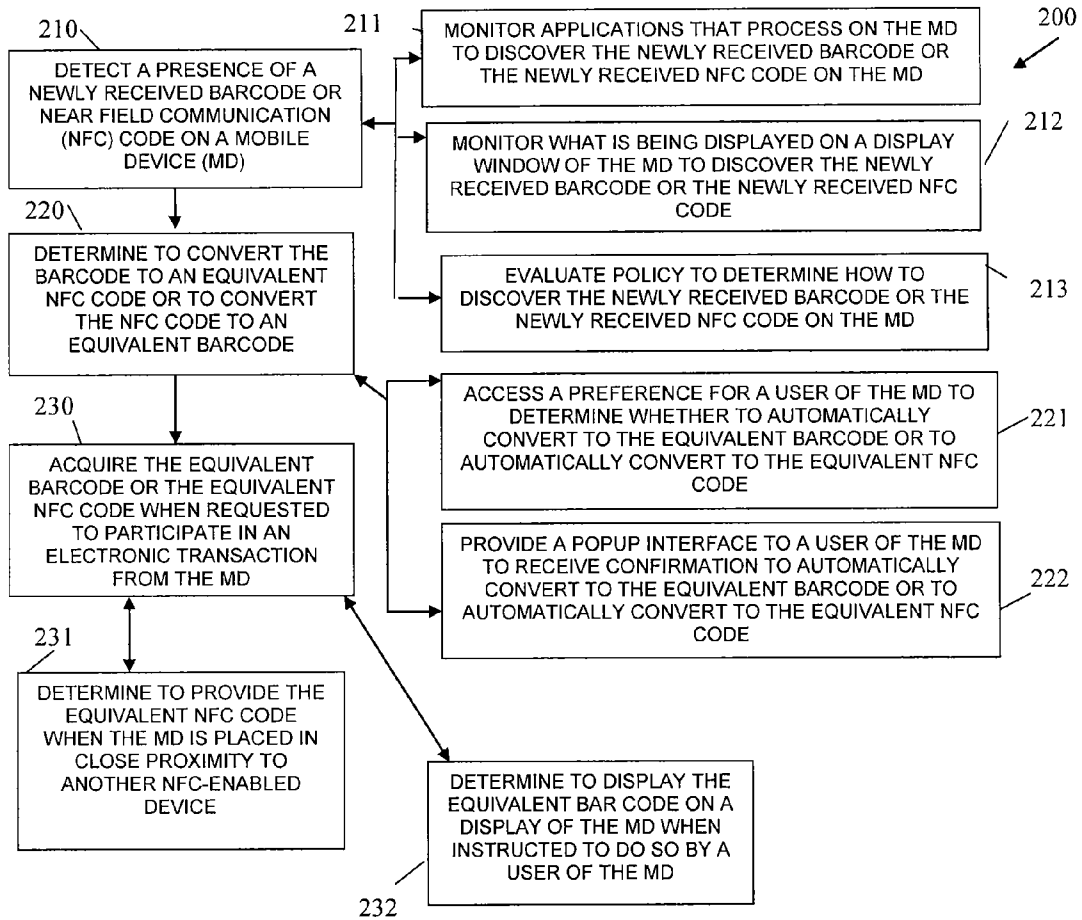 200
210
DETECT A PRESENCE OF A
NEWLY RECEIVED BARCODE OR
NEAR FIELD COMMUNICATION
(NFC) CODE ON A MOBILE
DEVICE (MD)
211
MONITOR APPLICATIONS THAT PROCESS ON THE MD
TO DISCOVER THE NEWLY RECEIVED BARCODE OR
THE NEWLY RECEIVED NFC CODE ON THE MD
212
MONITOR WHAT IS BEING DISPLAYED ON A DISPLAY
WINDOW OF THE MD TO DISCOVER THE NEWLY
RECEIVED BARCODE OR THE NEWLY RECEIVED NFC
CODE
213
EVALUATE POLICY TO DETERMINE HOW TO
DISCOVER THE NEWLY RECEIVED BARCODE OR THE
NEWLY RECEIVED NFC CODE ON THE MD
220
DETERMINE TO CONVERT THE
BARCODE TO AN EQUIVALENT
NFC CODE OR TO CONVERT
THE NFC CODE TO AN
EQUIVALENT BARCODE
221
ACCESS A PREFERENCE FOR A USER OF THE MD TO
DETERMINE WHETHER TO AUTOMATICALLY
CONVERT TO THE EQUIVALENT BARCODE OR TO
AUTOMATICALLY CONVERT TO THE EQUIVALENT NFC
CODE
222
PROVIDE A POPUP INTERFACE TO A USER OF THE MD
TO RECEIVE CONFIRMATION TO AUTOMATICALLY
CONVERT TO THE EQUIVALENT BARCODE OR TO
AUTOMATICALLY CONVERT TO THE EQUIVALENT NFC
CODE
230
ACQUIRE THE EQUIVALENT
BARCODE OR THE EQUIVALENT
NFC CODE WHEN REQUESTED
TO PARTICIPATE IN AN
ELECTRONIC TRANSACTION
FROM THE MD
231
DETERMINE TO PROVIDE THE
EQUIVALENT NFC CODE
WHEN THE MD IS PLACED IN
CLOSE PROXIMITY TO
ANOTHER NFC-ENABLED
DEVICE
232
DETERMINE TO DISPLAY THE
EQUIVALENT BAR CODE ON A
DISPLAY OF THE MD WHEN
INSTRUCTED TO DO SO BY A
USER OF THE MD